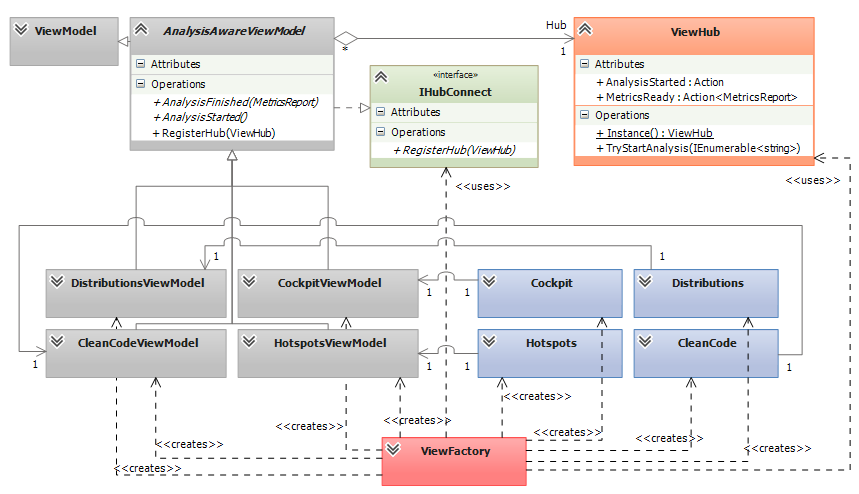 ViewModel
AnalysisAwareViewModel
Attributes
Operations
+ AnalysisFinished(MetricsReport)
+ AnalysisStarted()
+ RegisterHub(ViewHub)
*
Hub
1
«interface»
IHubConnect
Attributes
Operations
+ RegisterHub(ViewHub)
ViewHub
Attributes
+ AnalysisStarted : Action
+ MetricsReady : Action<MetricsReport>
Operations
+ Instance() : ViewHub
+ TryStartAnalysis(IEnumerable<string>)
<<uses>>
<<uses>>
1
1
DistributionsViewModel
CockpitViewModel
Cockpit
Distributions
1
1
CleanCodeViewModel
HotspotsViewModel
Hotspots
CleanCode
1
1
1
1
<<creates>>
<<creates>>
<<creates>>
<<creates>>
<<creates>>
<<creates>>
<<creates>>
<<creates>>
ViewFactory